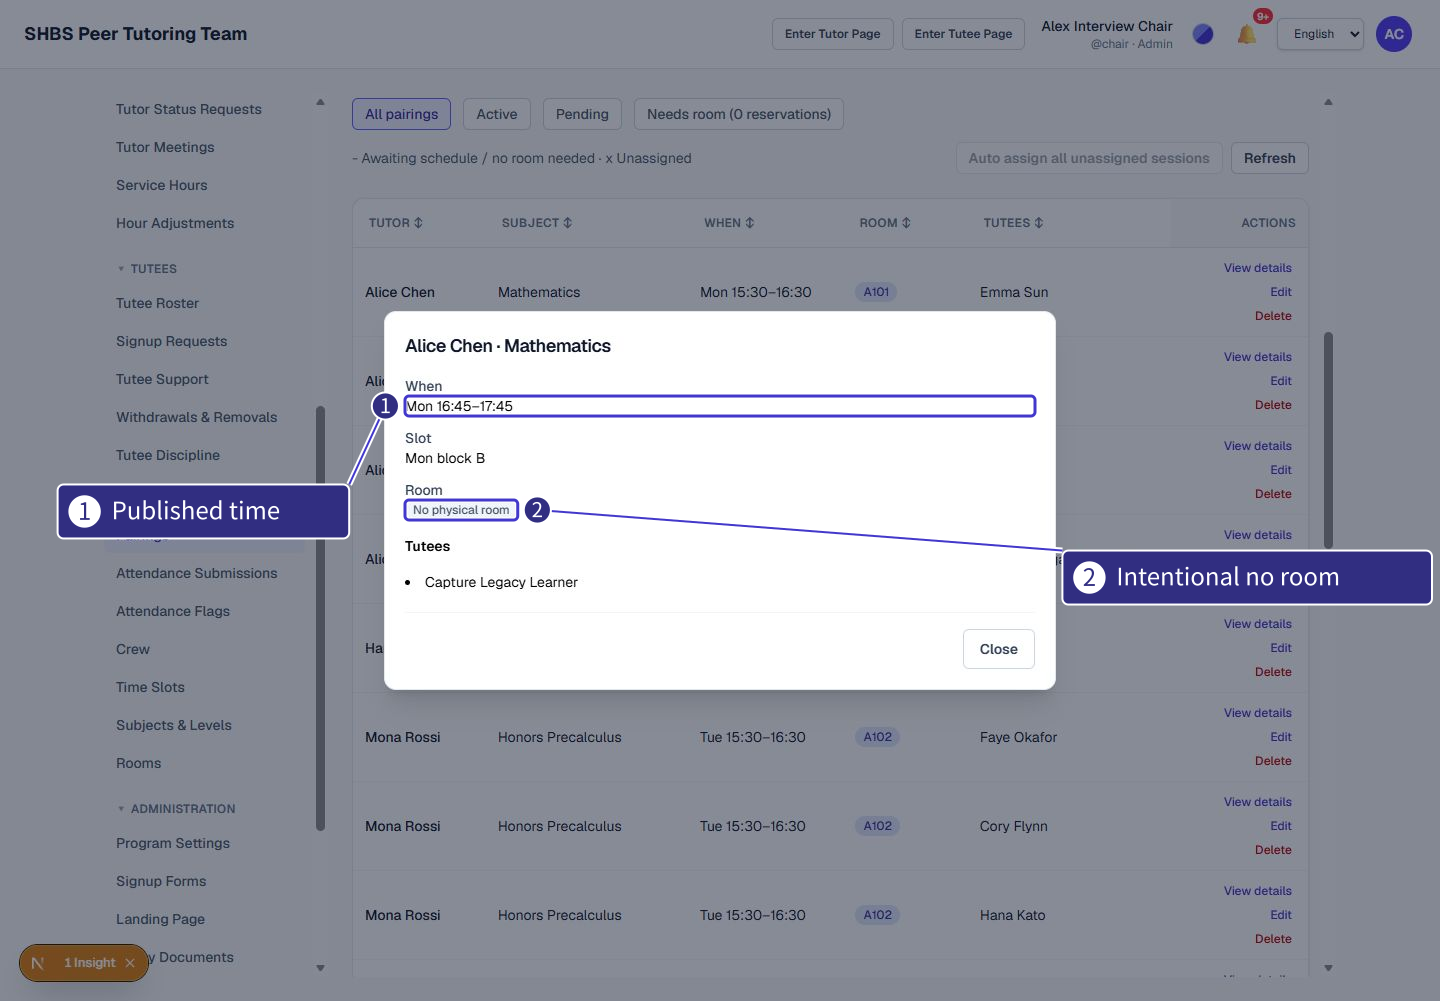 SHBS Peer Tutoring Team
Enter Tutor Page
Enter Tutee Page
Alex Interview Chair
@chair · Admin
9+
English
AC
Tutor Status Requests
Tutor Meetings
Service Hours
Hour Adjustments
TUTEES
Tutee Roster
Signup Requests
Tutee Support
Withdrawals & Removals
Tutee Discipline
Attendance Submissions
Attendance Flags
Crew
Time Slots
Subjects & Levels
Rooms
ADMINISTRATION
Program Settings
Signup Forms
Landing Page
Documents
1 Insight ×
All pairings
Active
Pending
Needs room (0 reservations)
- Awaiting schedule / no room needed · x Unassigned
Auto assign all unassigned sessions
Refresh
TUTOR SUBJECT WHEN ROOM TUTEES ACTIONS
Alice Chen Mathematics Mon 15:30–16:30 A101 Emma Sun
View details
Edit
Delete
View details
Edit
Delete
View details
Edit
Delete
View details
View details
Edit
Delete
Mona Rossi Honors Precalculus Tue 15:30–16:30 A102 Faye Okafor
View details
Edit
Delete
Mona Rossi Honors Precalculus Tue 15:30–16:30 A102 Cory Flynn
View details
Edit
Delete
Mona Rossi Honors Precalculus Tue 15:30–16:30 A102 Hana Kato
View details
Edit
Delete
Alice Chen · Mathematics
When
1 Mon 16:45–17:45
Slot
Mon block B
Room
No physical room 2
Tutees
• Capture Legacy Learner
Close
1 Published time
2 Intentional no room